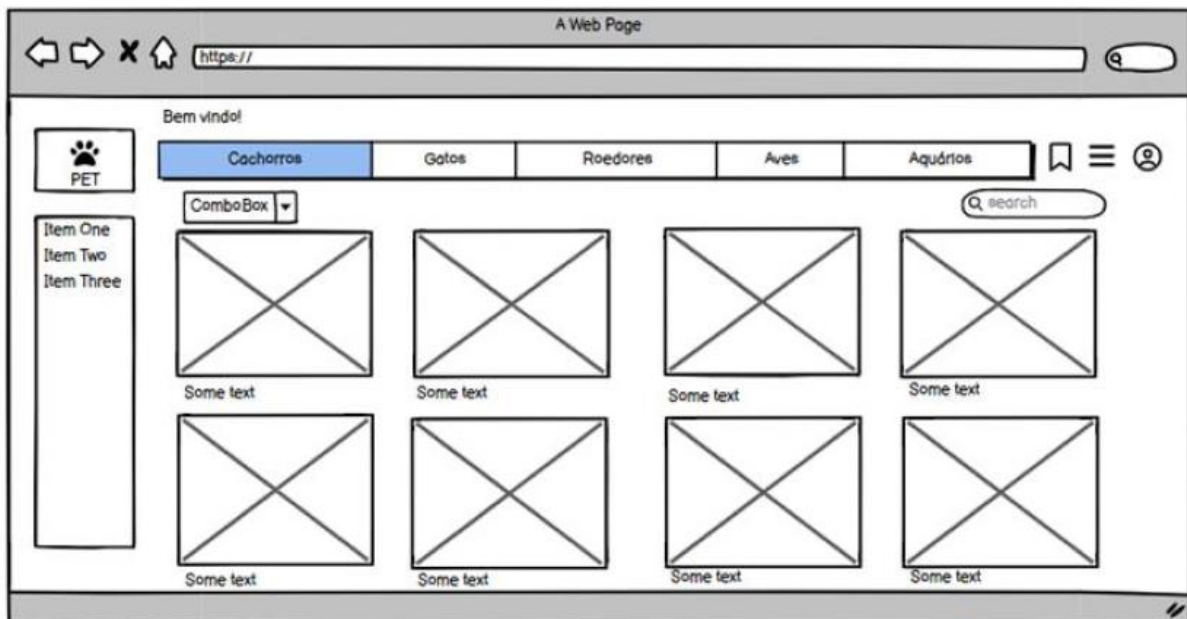 A Web Page
https://
Bem vindo!
PET
Cachorros Gatos Roedores Aves Aquários
ComboBox search
Item One
Item Two
Item Three
Some text Some text Some text Some text
Some text Some text Some text Some text